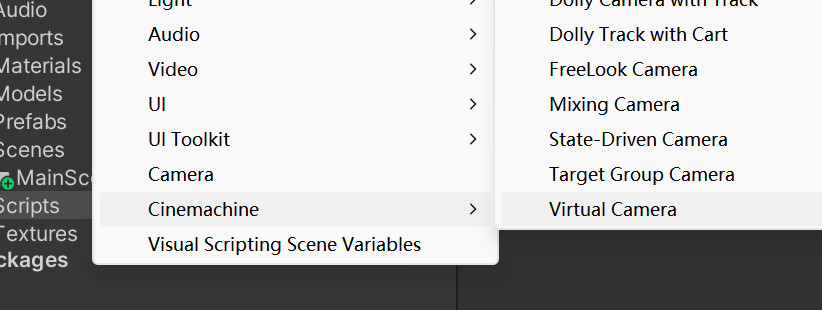 Audio
Imports
Materials
Models
Prefabs
Scenes
MainSc
Scripts
Textures
ckages
Light
Audio
Video
UI
UI Toolkit
Camera
Cinemachine
Visual Scripting Scene Variables
Dolly Camera with Track
Dolly Track with Cart
FreeLook Camera
Mixing Camera
State-Driven Camera
Target Group Camera
Virtual Camera